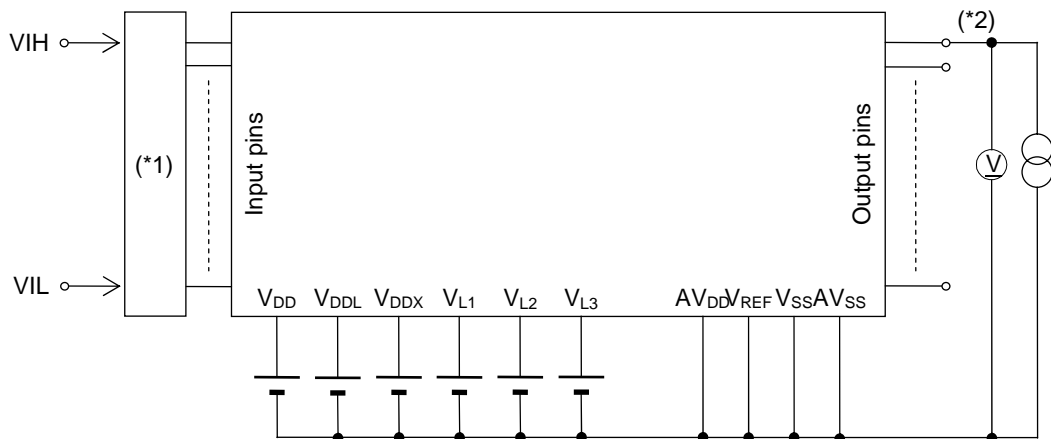 (*2)
VIH
(*1)
Input pins
Output pins
V
VIL
VDD VDDL VDDX VL1 VL2 VL3 AVDD VREF VSS AVSS